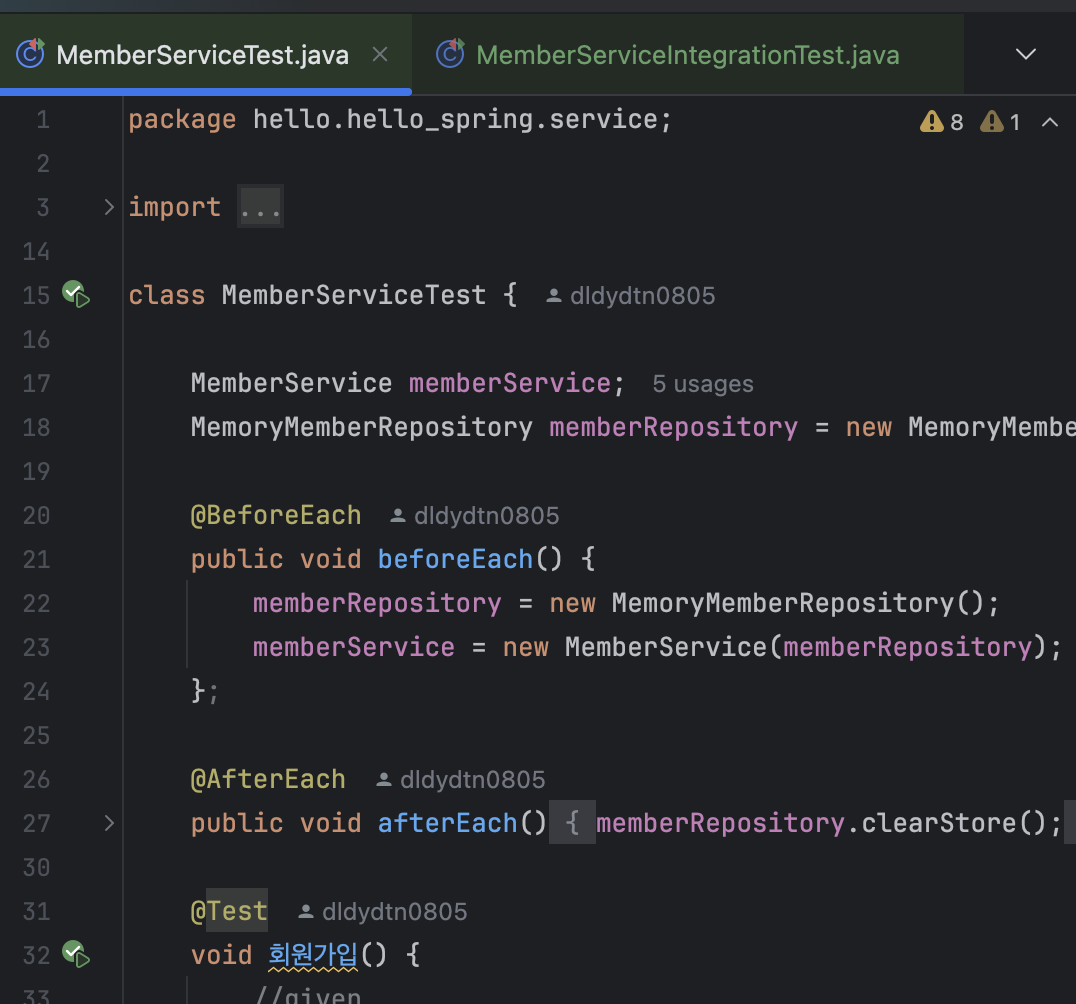 MemberServiceTest.java × MemberServiceIntegrationTest.java
1 package hello.hello_spring.service; 8 1
2
3 import ...
14
15 class MemberServiceTest { dldydtn0805
16
17 MemberService memberService; 5 usages
18 MemoryMemberRepository memberRepository = new MemoryMembe
19
20 @BeforeEach dldydtn0805
21 public void beforeEach() {
22 memberRepository = new MemoryMemberRepository();
23 memberService = new MemberService(memberRepository);
24 };
25
26 @AfterEach dldydtn0805
27 public void afterEach() { memberRepository.clearStore();
30
31 @Test dldydtn0805
32 void 회원가입() {
33 //given